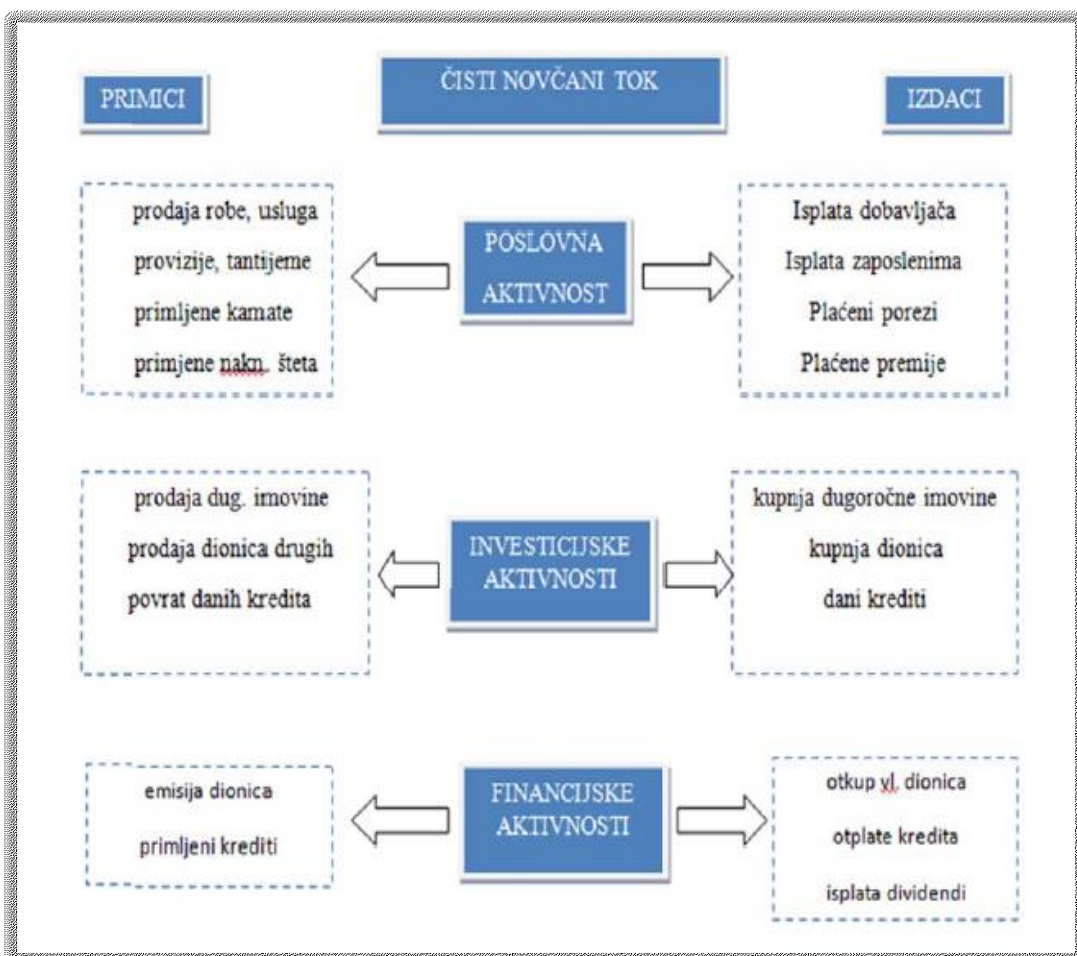 PRIMICI
ČISTI NOVČANI TOK
IZDACI
prodaja robe, usluga
provizije, tantijeme
primljene kamate
primjene nakn. šteta
POSLOVNA
AKTIVNOST
Isplata dobavljača
Isplata zaposlenima
Plaćeni porezi
Plaćene premije
prodaja dug. imovine
prodaja dionica drugih
povrat danih kredita
INVESTICIJSKE
AKTIVNOSTI
kupnja dugoročne imovine
kupnja dionica
dani krediti
emisija dionica
primljeni krediti
FINANCIJSKE
AKTIVNOSTI
otkup vl. dionica
otplate kredita
isplata dividendi